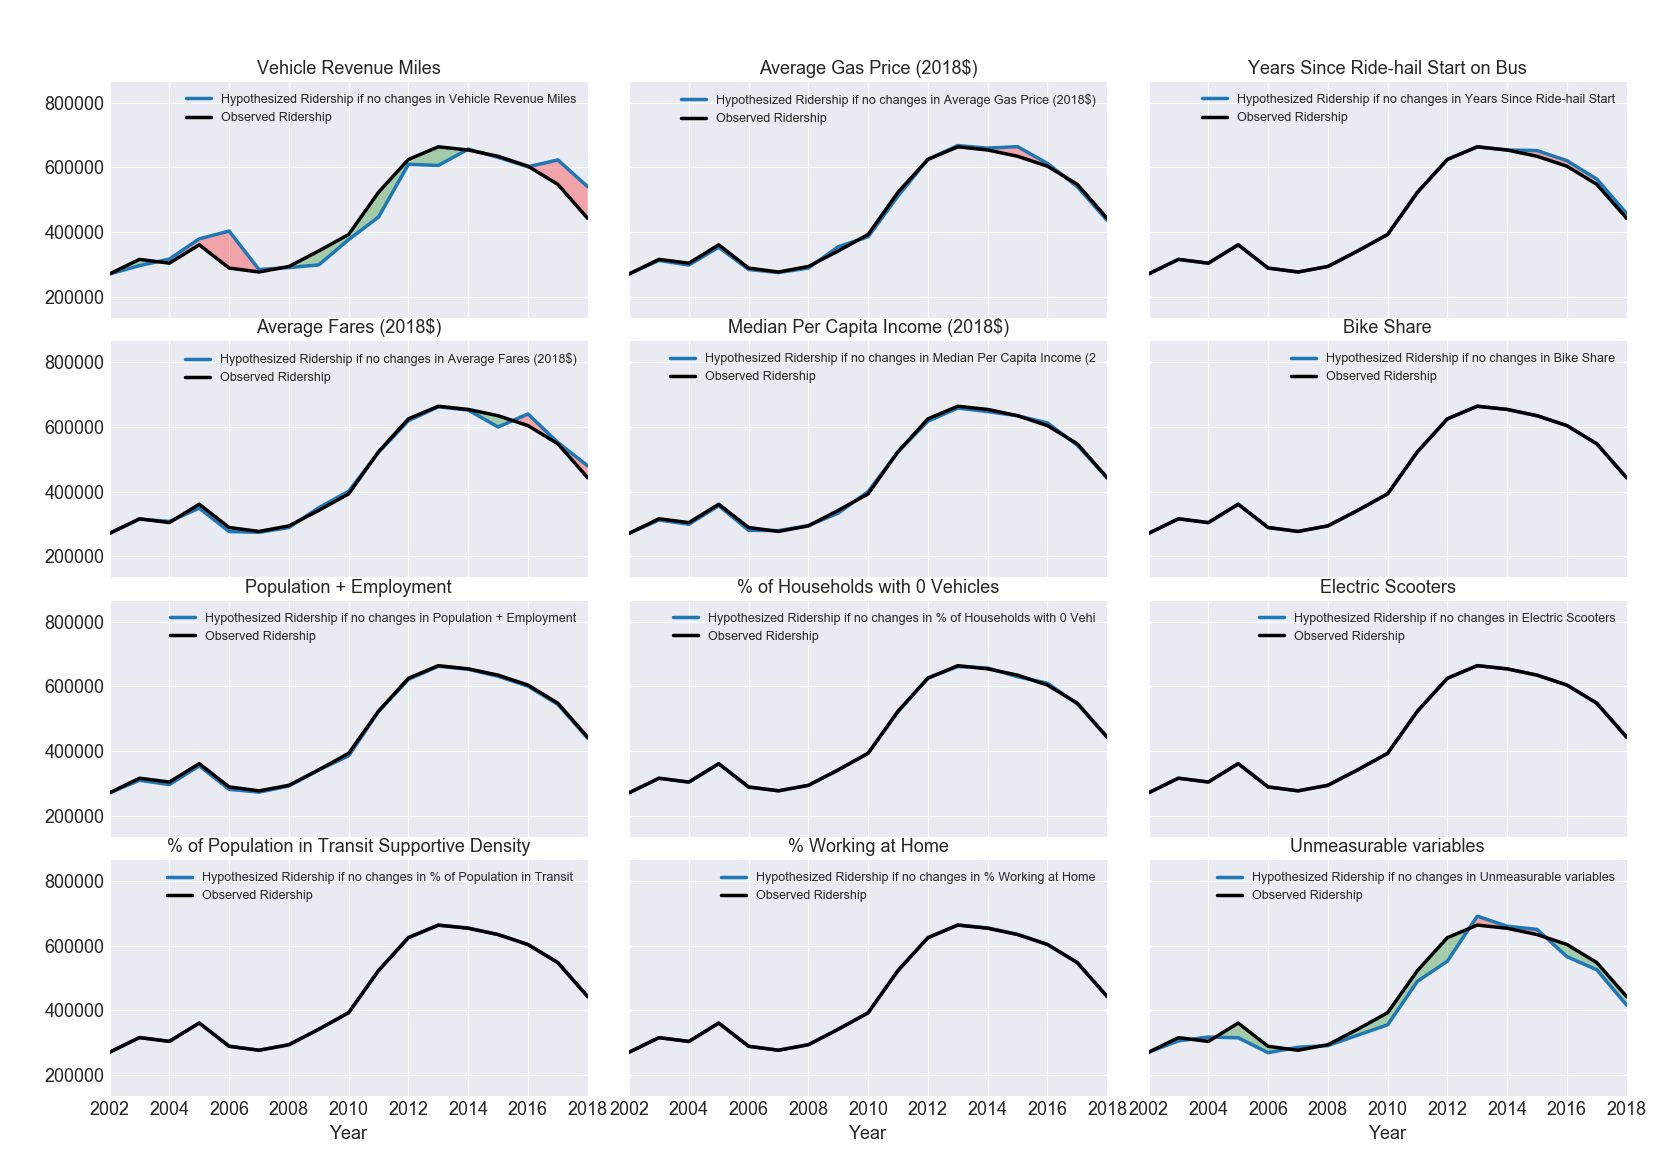 Vehicle Revenue Miles
Hypothesized Ridership if no changes in Vehicle Revenue Miles
Observed Ridership
800000
600000
400000
200000
Average Gas Price (2018$)
Hypothesized Ridership if no changes in Average Gas Price (2018$)
Observed Ridership
Years Since Ride-hail Start on Bus
Hypothesized Ridership if no changes in Years Since Ride-hail Start
Observed Ridership
Average Fares (2018$)
Hypothesized Ridership if no changes in Average Fares (2018$)
Observed Ridership
800000
600000
400000
200000
Median Per Capita Income (2018$)
Hypothesized Ridership if no changes in Median Per Capita Income (2
Observed Ridership
Bike Share
Hypothesized Ridership if no changes in Bike Share
Observed Ridership
Population + Employment
Hypothesized Ridership if no changes in Population + Employment
Observed Ridership
800000
600000
400000
200000
% of Households with 0 Vehicles
Hypothesized Ridership if no changes in % of Households with 0 Vehi
Observed Ridership
Electric Scooters
Hypothesized Ridership if no changes in Electric Scooters
Observed Ridership
% of Population in Transit Supportive Density
Hypothesized Ridership if no changes in % of Population in Transit
Observed Ridership
800000
600000
400000
200000
2002 2004 2006 2008 2010 2012 2014 2016 2018
Year
% Working at Home
Hypothesized Ridership if no changes in % Working at Home
Observed Ridership
2002 2004 2006 2008 2010 2012 2014 2016 2018
Year
Unmeasurable variables
Hypothesized Ridership if no changes in Unmeasurable variables
Observed Ridership
2002 2004 2006 2008 2010 2012 2014 2016 2018
Year